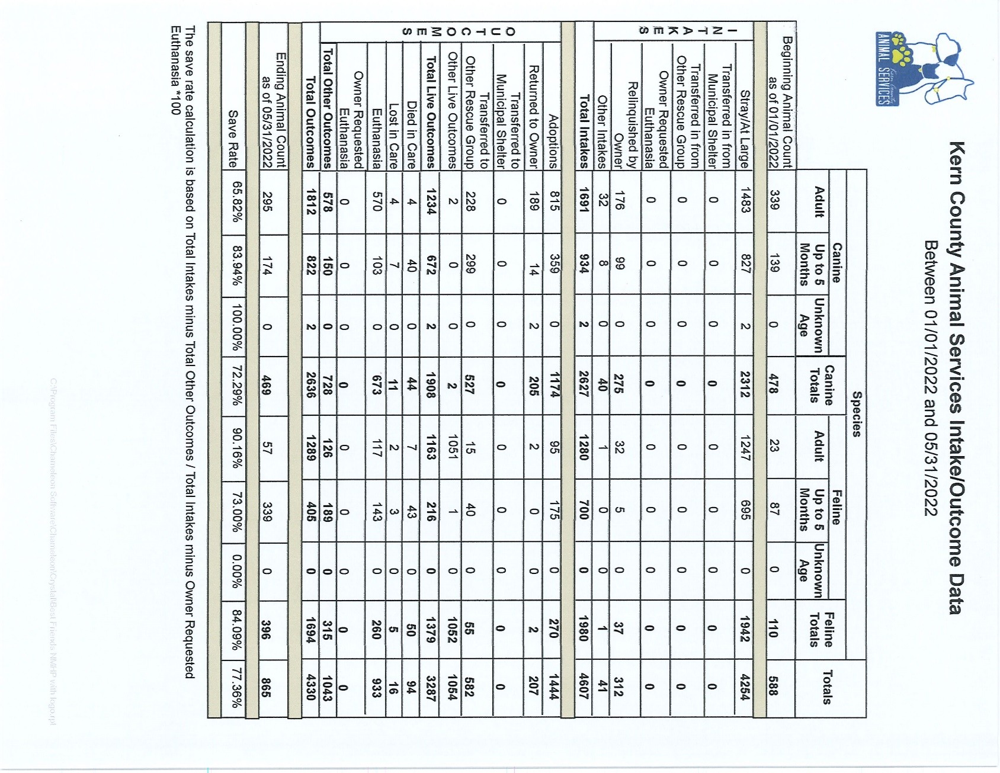 Kern County Animal Services Intake/Outcome Data
Between 01/01/2022 and 05/31/2022
Kern County
ANIMAL SERVICES
Species
Canine Feline Totals
Adult Up to 5 Months Unknown Age Canine Totals Adult Up to 5 Months Unknown Age Feline Totals
Beginning Animal Count as of 01/01/2022 339 139 0 478 23 87 0 110 588
INTAKES
Stray/At Large 1483 827 2 2312 1247 695 0 1942 4254
Transferred in from Municipal Shelter 0 0 0 0 0 0 0 0 0
Transferred in from Other Rescue Group 0 0 0 0 0 0 0 0 0
Owner Requested Euthanasia 0 0 0 0 0 0 0 0 0
Relinquished by Owner 176 99 0 275 32 5 0 37 312
Other Intakes 32 8 0 40 1 0 0 1 41
Total Intakes 1691 934 2 2627 1280 700 0 1980 4607
OUTCOMES
Adoptions 815 359 0 1174 95 175 0 270 1444
Returned to Owner 189 14 2 205 2 0 0 2 207
Transferred to Municipal Shelter 0 0 0 0 0 0 0 0 0
Transferred to Other Rescue Group 228 299 0 527 15 40 0 55 582
Other Live Outcomes 2 0 0 2 1051 1 0 1052 1054
Total Live Outcomes 1234 672 2 1908 1163 216 0 1379 3287
Died in Care 4 40 0 44 7 43 0 50 94
Lost in Care 4 7 0 11 2 3 0 5 16
Euthanasia 570 103 0 673 117 143 0 260 933
Owner Requested Euthanasia 0 0 0 0 0 0 0 0 0
Total Other Outcomes 578 150 0 728 126 189 0 315 1043
Total Outcomes 1812 822 2 2636 1289 405 0 1694 4330
Ending Animal Count as of 05/31/2022 295 174 0 469 57 339 0 396 865
Save Rate 65.82% 83.94% 100.00% 72.29% 90.16% 73.00% 0.00% 84.09% 77.36%
The save rate calculation is based on Total Intakes minus Total Other Outcomes / Total Intakes minus Owner Requested
Euthanasia *100
C:\Program Files\Chameleon Software\Chameleon\Crystal\Best Friends NMHP with logo.rpt